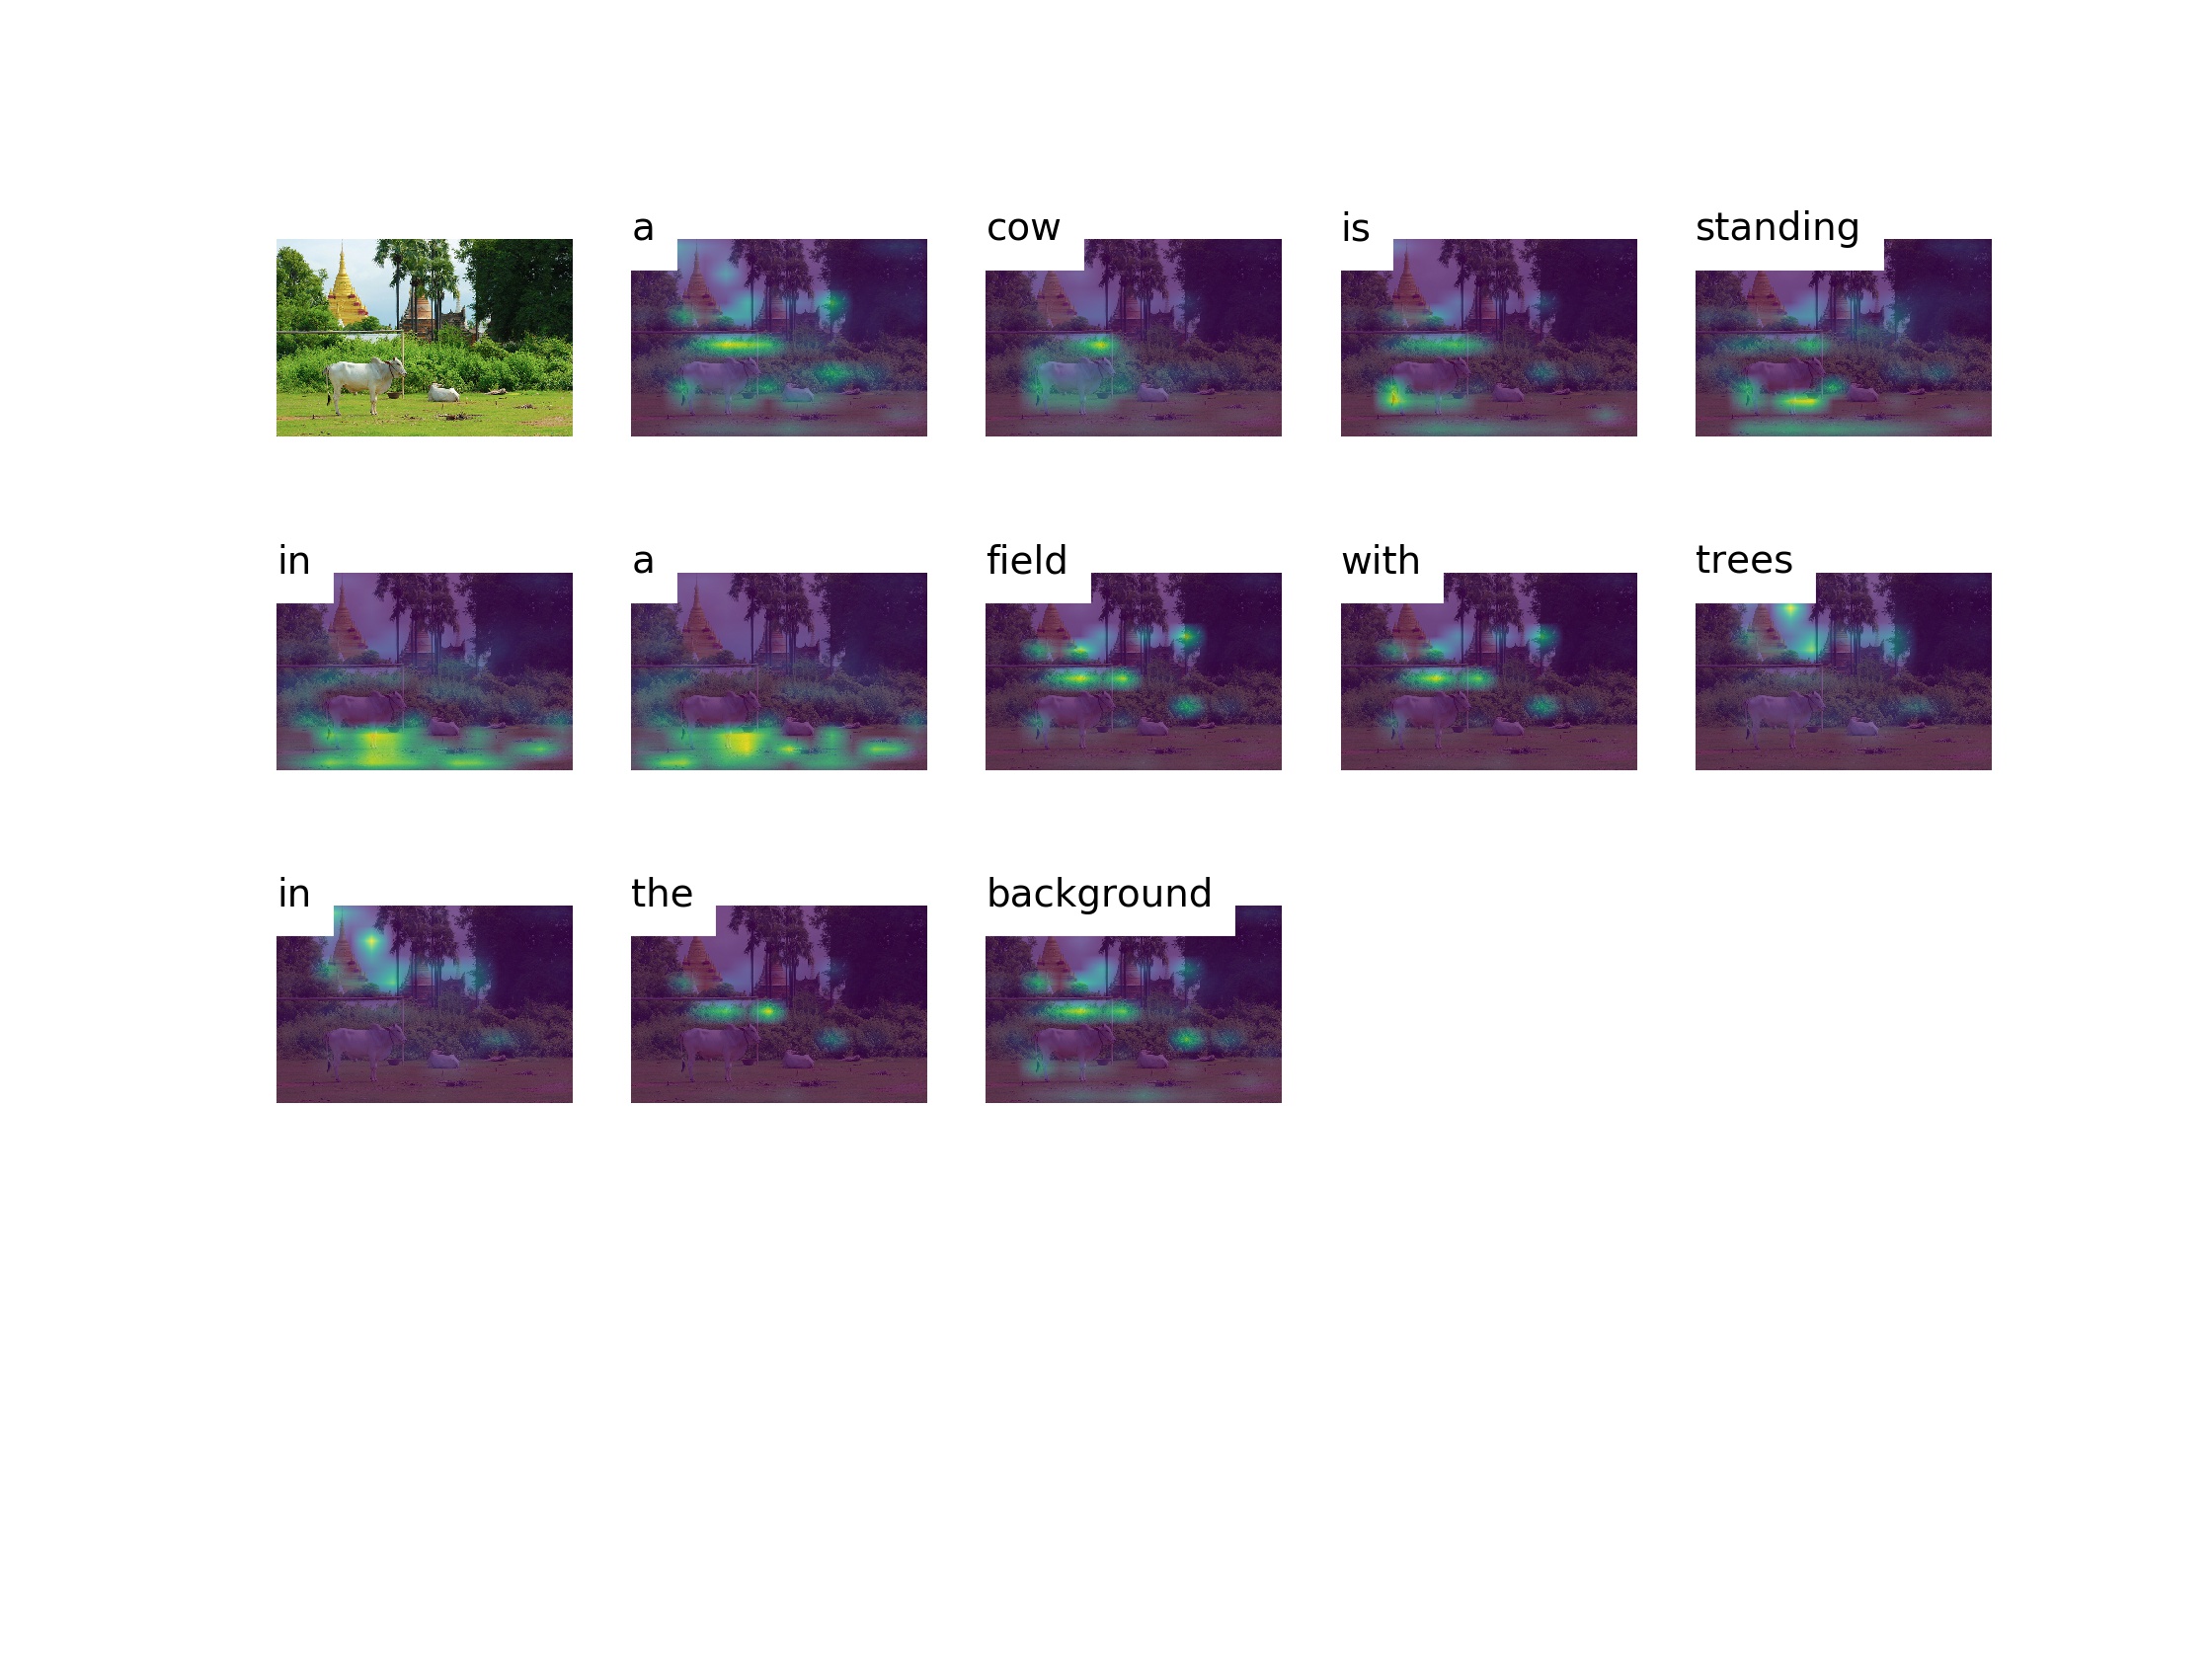 a cow is standing
in a field with trees
in the background